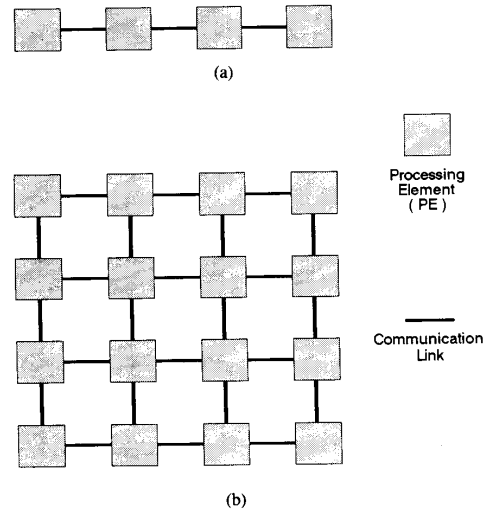 (a)
Processing
Element
( PE )
Communication
Link
(b)